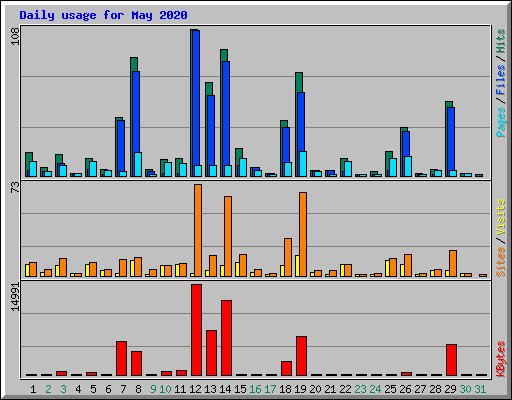 Daily usage for May 2020
108
Pages / Files / Hits
73
Sites / Visits
14991
KBytes
1 2 3 4 5 6 7 8 9 10 11 12 13 14 15 16 17 18 19 20 21 22 23 24 25 26 27 28 29 30 31